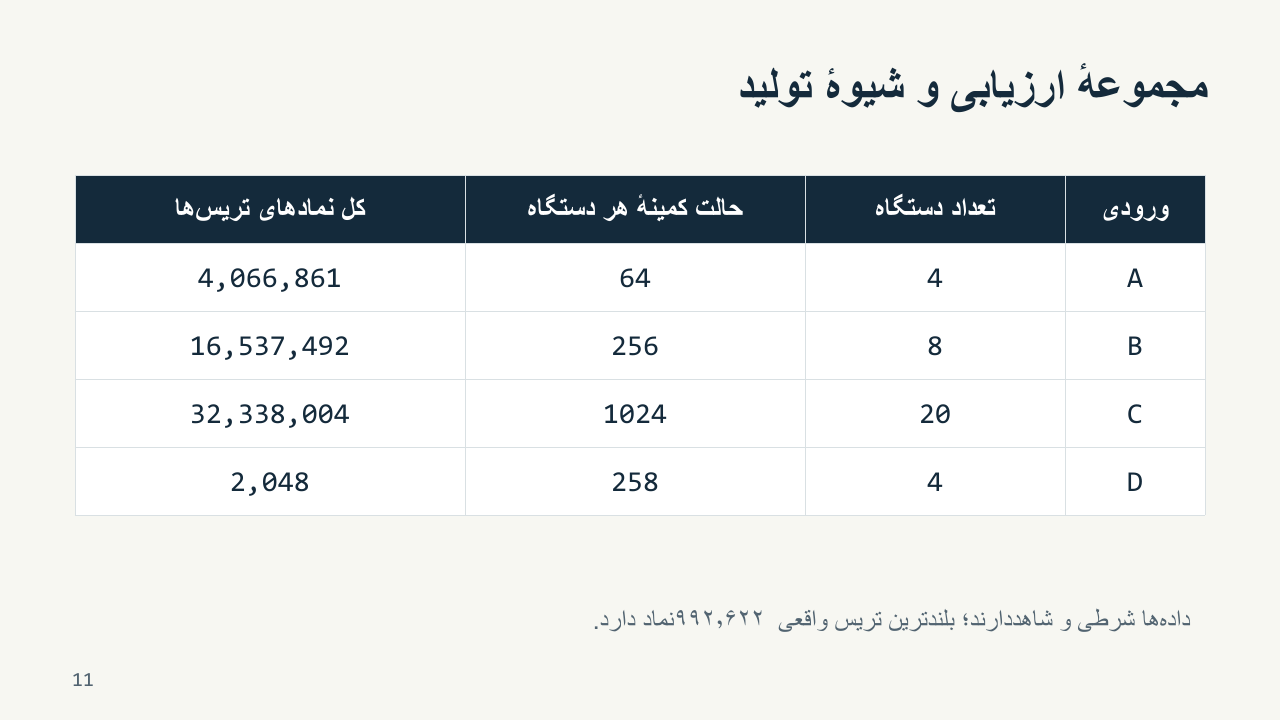 مجموعهٔ ارزیابی و شیوهٔ تولید
ورودی تعداد دستگاه حالت کمینهٔ هر دستگاه کل نمادهای تریس‌ها
A 4 64 4,066,861
B 8 256 16,537,492
C 20 1024 32,338,004
D 4 258 2,048
داده‌ها شرطی و شاهددارند؛ بلندترین تریس واقعی ۹۹۲,۶۲۲نماد دارد.
11